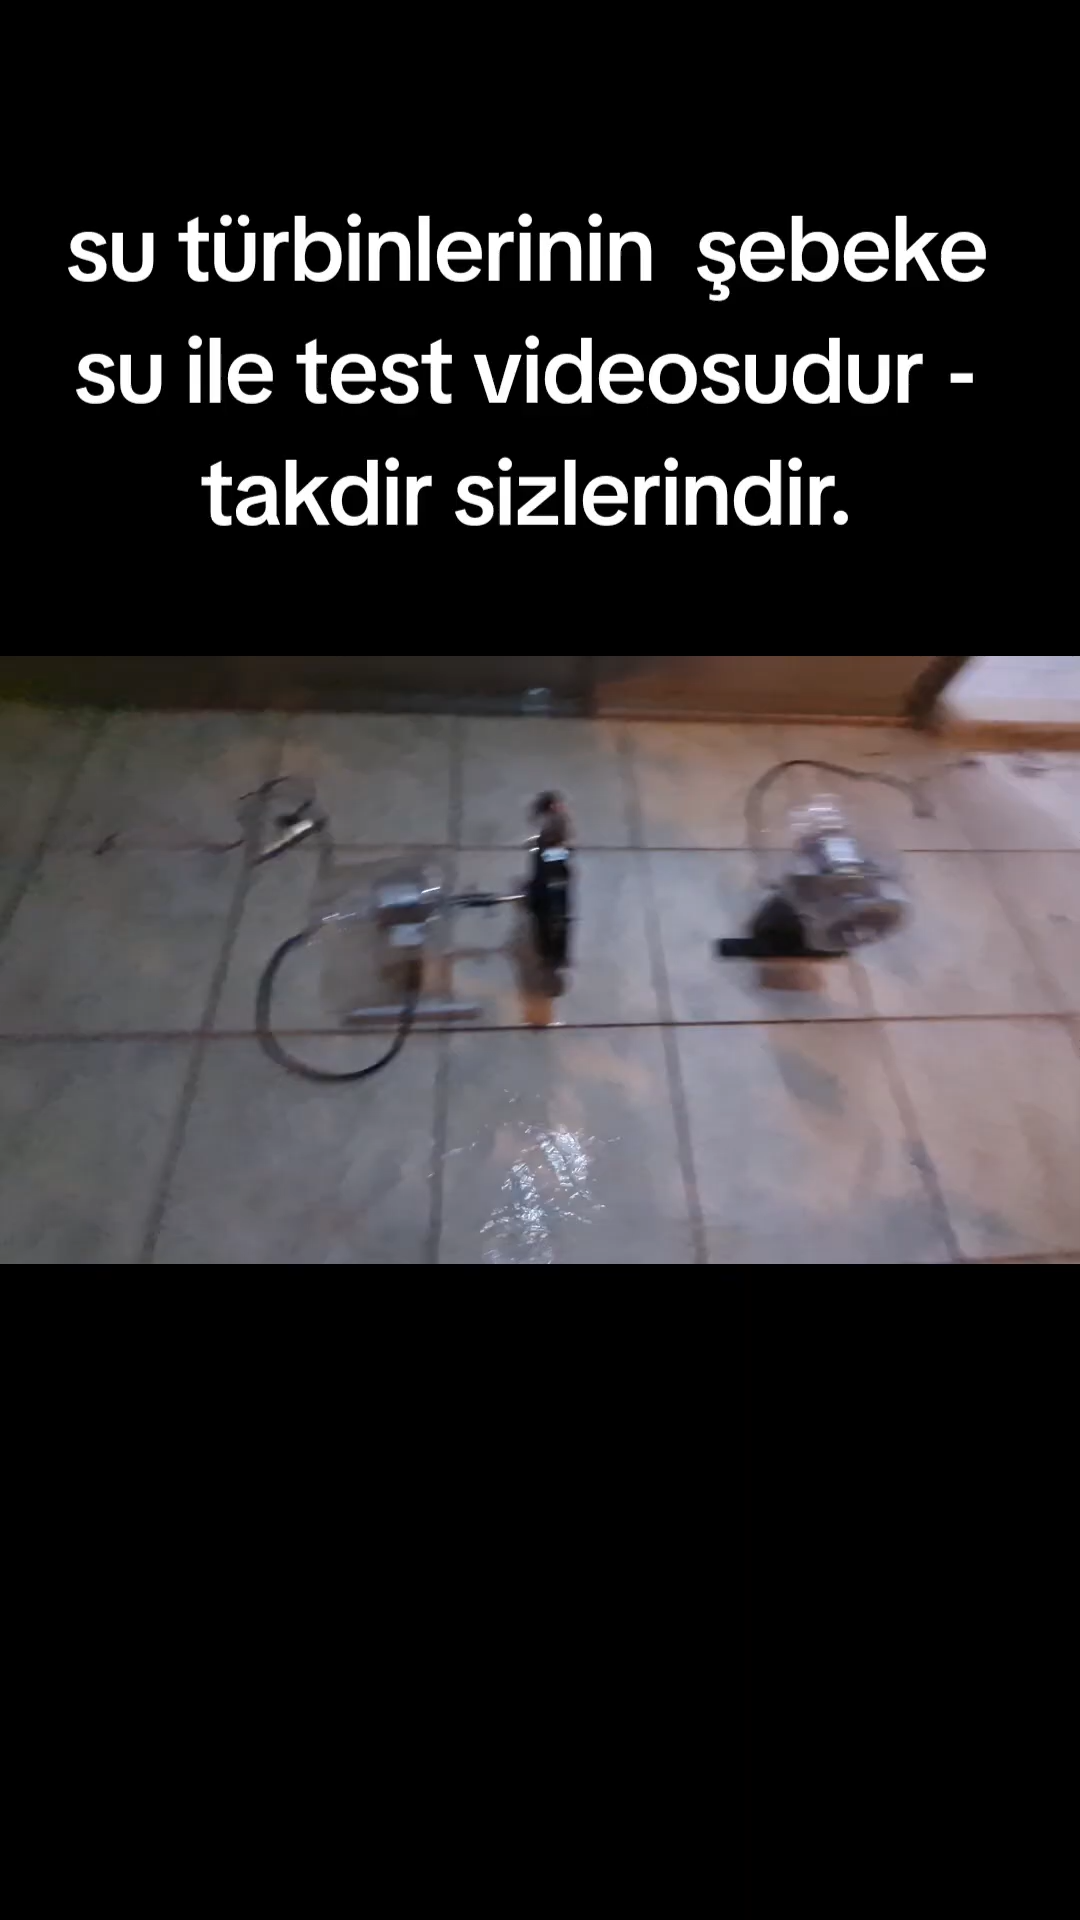 su türbinlerinin şebeke
su ile test videosudur -
takdir sizlerindir.